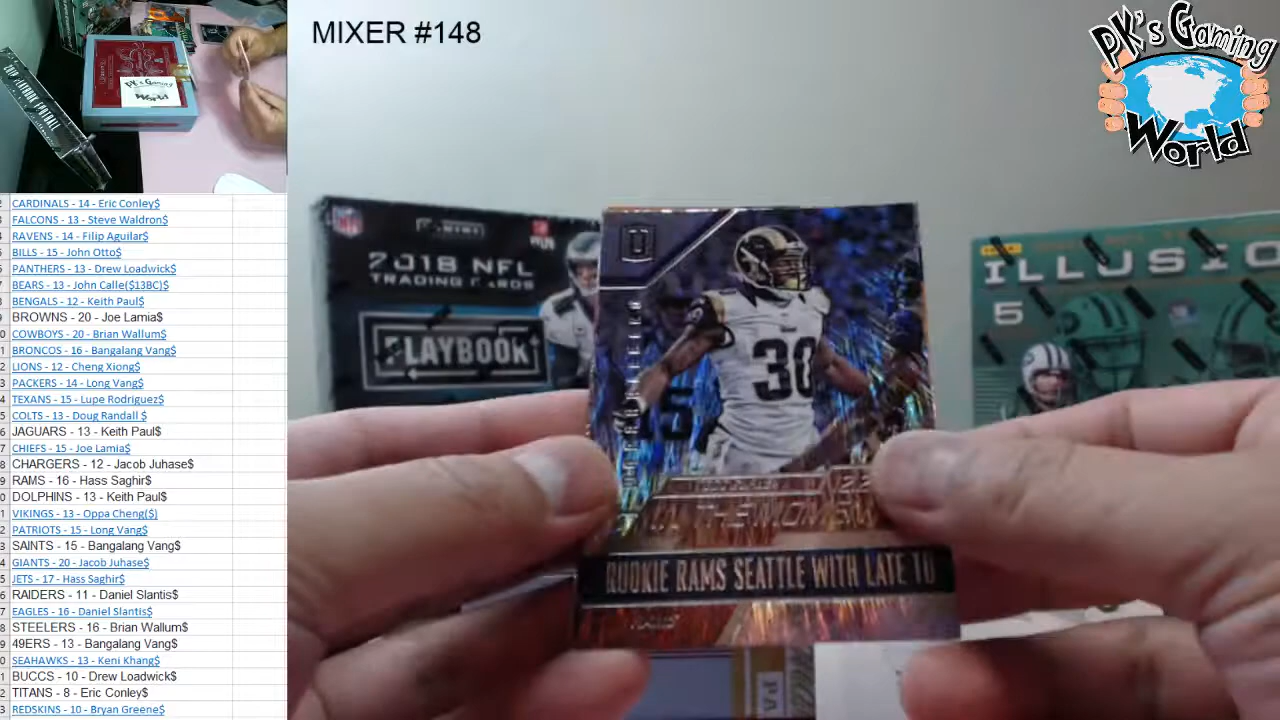 MIXER #148
PK's Gaming
World
CARDINALS - 14 - Eric Conley$
FALCONS - 13 - Steve Waldron$
RAVENS - 14 - Filip Aguilar$
BILLS - 15 - John Otto$
PANTHERS - 13 - Drew Loadwick$
BEARS - 13 - John Calle($13BC)$
BENGALS - 12 - Keith Paul$
BROWNS - 20 - Joe Lamia$
COWBOYS - 20 - Brian Wallum$
BRONCOS - 16 - Bangalang Vang$
LIONS - 12 - Cheng Xiong$
PACKERS - 14 - Long Vang$
TEXANS - 15 - Lupe Rodriguez$
COLTS - 13 - Doug Randall $
JAGUARS - 13 - Keith Paul$
CHIEFS - 15 - Joe Lamia$
CHARGERS - 12 - Jacob Juhase$
RAMS - 16 - Hass Saghir$
DOLPHINS - 13 - Keith Paul$
VIKINGS - 13 - Oppa Cheng($)
PATRIOTS - 15 - Long Vang$
SAINTS - 15 - Bangalang Vang$
GIANTS - 20 - Jacob Juhase$
JETS - 17 - Hass Saghir$
RAIDERS - 11 - Daniel Slantis$
EAGLES - 16 - Daniel Slantis$
STEELERS - 16 - Brian Wallum$
49ERS - 13 - Bangalang Vang$
SEAHAWKS - 13 - Keni Khang$
BUCCS - 10 - Drew Loadwick$
TITANS - 8 - Eric Conley$
REDSKINS - 10 - Bryan Greene$
NFL
PANINI
2018 NFL
TRADING CARDS
PLAYBOOK
ILLUSIO
5
30
ROOKIE RAMS SEATTLE WITH LATE TD
PA